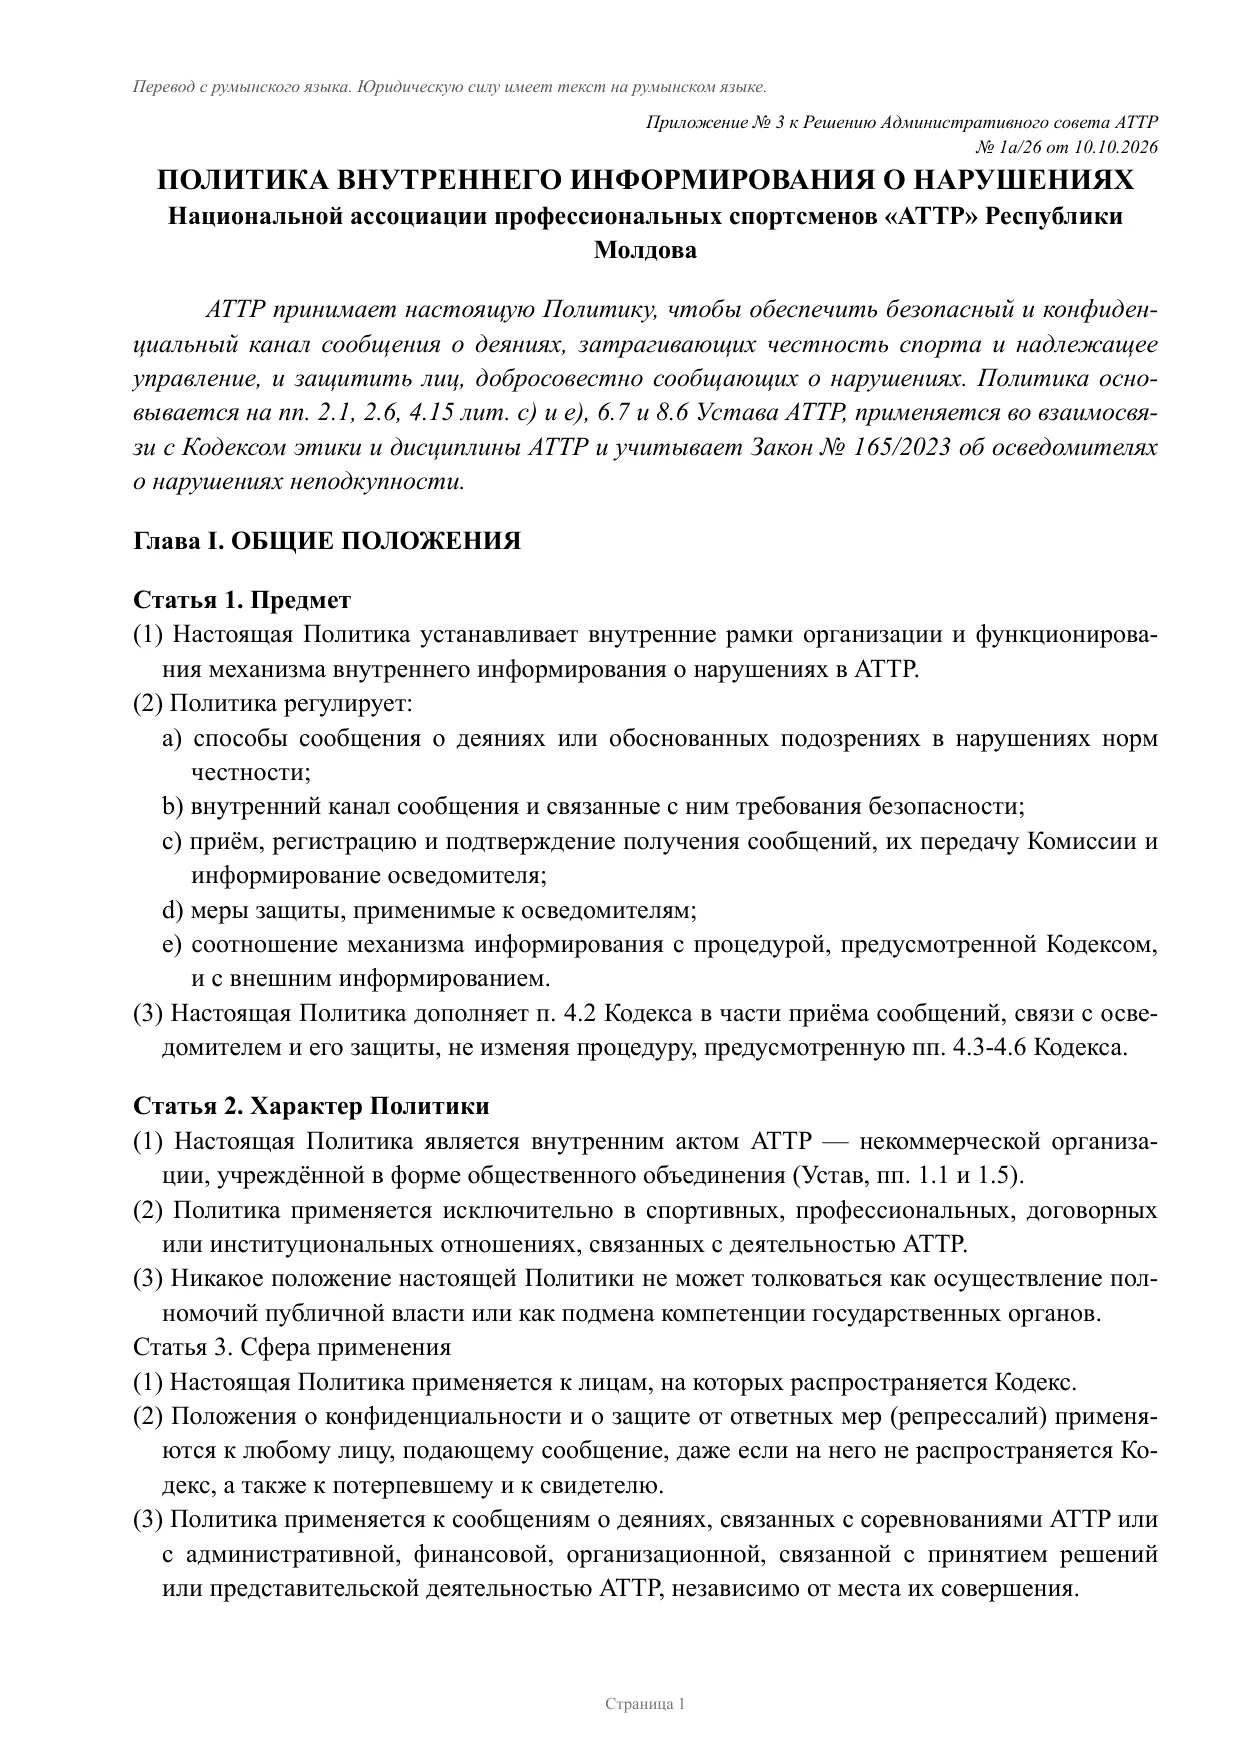 Перевод с румынского языка. Юридическую силу имеет текст на румынском языке.
Приложение № 3 к Решению Административного совета АТТР
№ 1а/26 от 10.10.2026
ПОЛИТИКА ВНУТРЕННЕГО ИНФОРМИРОВАНИЯ О НАРУШЕНИЯХ
Национальной ассоциации профессиональных спортсменов «АТТР» Республики
Молдова
АТТР принимает настоящую Политику, чтобы обеспечить безопасный и конфиден-
циальный канал сообщения о деяниях, затрагивающих честность спорта и надлежащее
управление, и защитить лиц, добросовестно сообщающих о нарушениях. Политика осно-
вывается на пп. 2.1, 2.6, 4.15 лит. c) и e), 6.7 и 8.6 Устава АТТР, применяется во взаимосвя-
зи с Кодексом этики и дисциплины АТТР и учитывает Закон № 165/2023 об осведомителях
о нарушениях неподкупности.
Глава I. ОБЩИЕ ПОЛОЖЕНИЯ
Статья 1. Предмет
(1) Настоящая Политика устанавливает внутренние рамки организации и функционирова-
ния механизма внутреннего информирования о нарушениях в АТТР.
(2) Политика регулирует:
a) способы сообщения о деяниях или обоснованных подозрениях в нарушениях норм
честности;
b) внутренний канал сообщения и связанные с ним требования безопасности;
c) приём, регистрацию и подтверждение получения сообщений, их передачу Комиссии и
информирование осведомителя;
d) меры защиты, применимые к осведомителям;
e) соотношение механизма информирования с процедурой, предусмотренной Кодексом,
и с внешним информированием.
(3) Настоящая Политика дополняет п. 4.2 Кодекса в части приёма сообщений, связи с осве-
домителем и его защиты, не изменяя процедуру, предусмотренную пп. 4.3-4.6 Кодекса.
Статья 2. Характер Политики
(1) Настоящая Политика является внутренним актом АТТР — некоммерческой организа-
ции, учреждённой в форме общественного объединения (Устав, пп. 1.1 и 1.5).
(2) Политика применяется исключительно в спортивных, профессиональных, договорных
или институциональных отношениях, связанных с деятельностью АТТР.
(3) Никакое положение настоящей Политики не может толковаться как осуществление пол-
номочий публичной власти или как подмена компетенции государственных органов.
Статья 3. Сфера применения
(1) Настоящая Политика применяется к лицам, на которых распространяется Кодекс.
(2) Положения о конфиденциальности и о защите от ответных мер (репрессалий) применя-
ются к любому лицу, подающему сообщение, даже если на него не распространяется Ко-
декс, а также к потерпевшему и к свидетелю.
(3) Политика применяется к сообщениям о деяниях, связанных с соревнованиями АТТР или
с административной, финансовой, организационной, связанной с принятием решений
или представительской деятельностью АТТР, независимо от места их совершения.
Страница 1